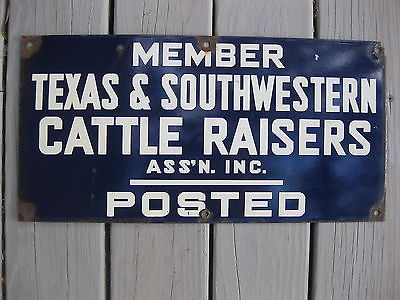 MEMBER
TEXAS & SOUTHWESTERN
CATTLE RAISERS
ASS'N. INC.
POSTED